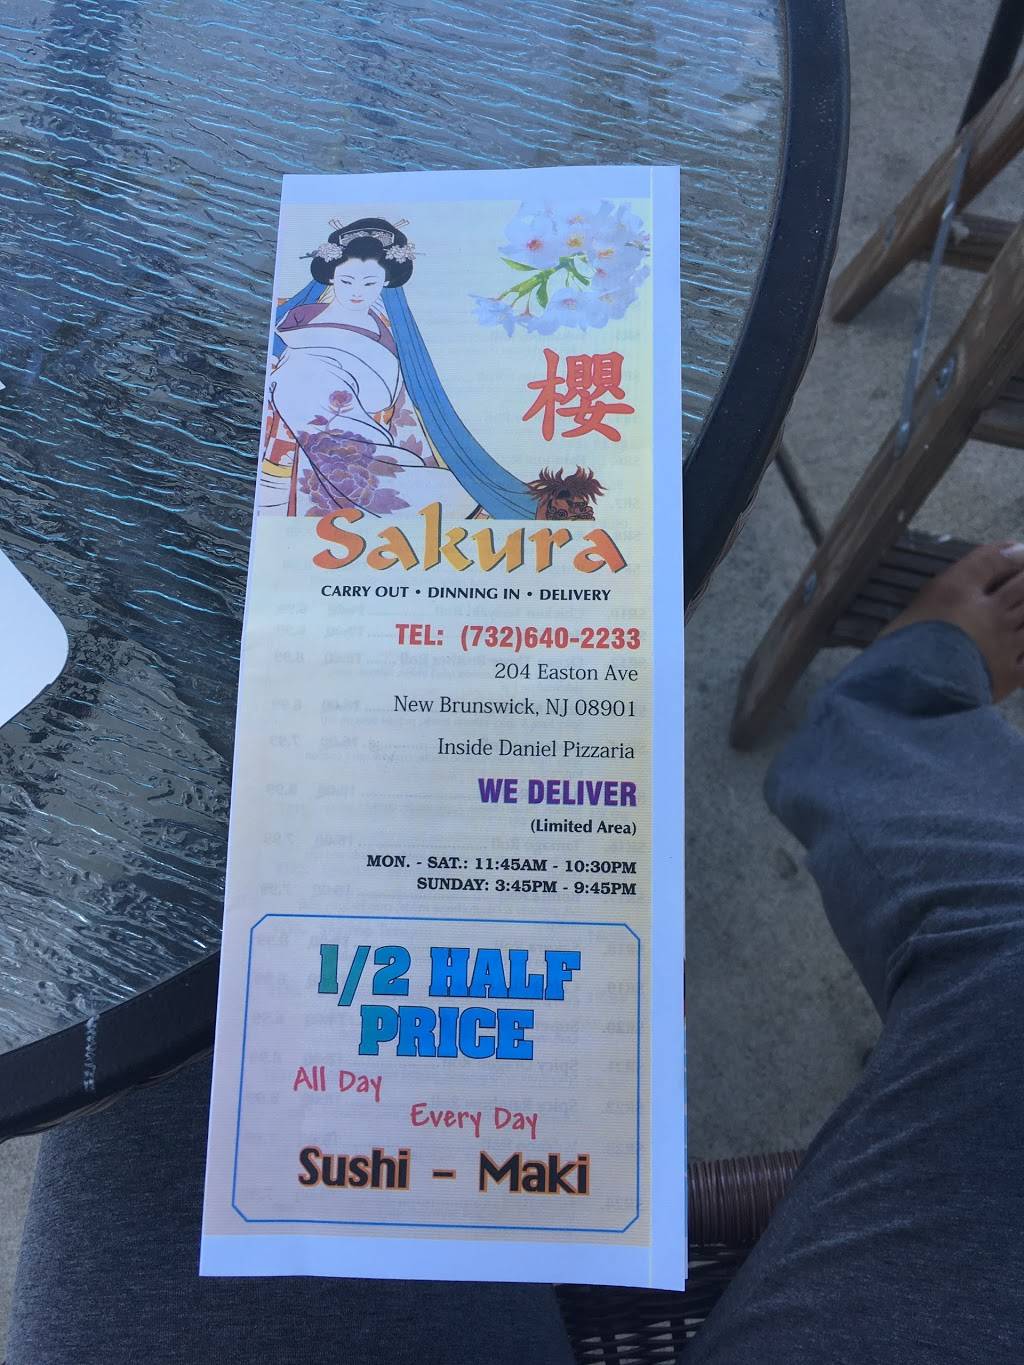 櫻
Sakura
CARRY OUT • DINNING IN • DELIVERY
TEL: (732)640-2233
204 Easton Ave
New Brunswick, NJ 08901
Inside Daniel Pizzaria
WE DELIVER
(Limited Area)
MON. - SAT.: 11:45AM - 10:30PM
SUNDAY: 3:45PM - 9:45PM
1/2 HALF
PRICE
All Day
Every Day
Sushi - Maki